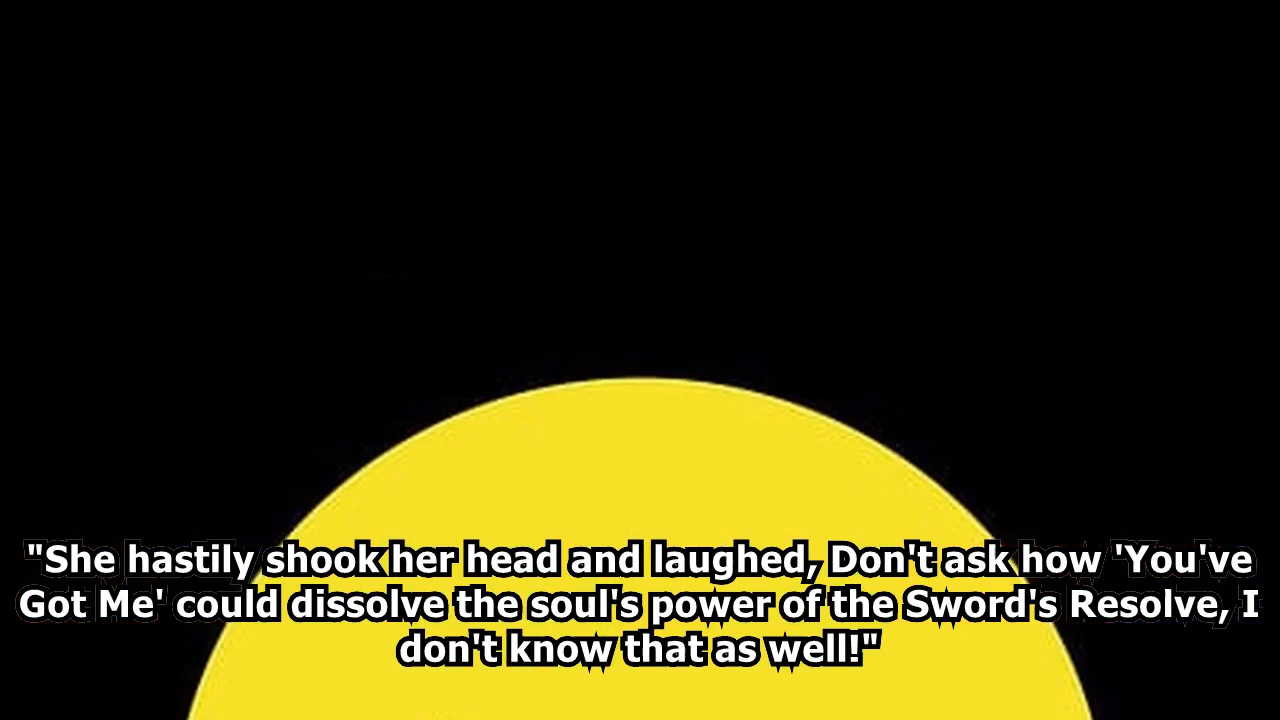 "She hastily shook her head and laughed, Don't ask how 'You've
Got Me' could dissolve the soul's power of the Sword's Resolve, I
don't know that as well!"